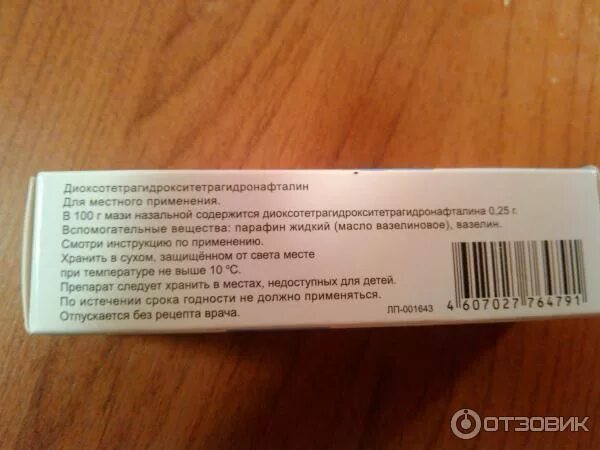 Диоксотетрагидрокситетрагидронафталин
Для местного применения.
В 100 г мази назальной содержится диоксотетрагидрокситетрагидронафталина 0,25 г.
Вспомогательные вещества: парафин жидкий (масло вазелиновое), вазелин.
Смотри инструкцию по применению.
Хранить в сухом, защищённом от света месте
при температуре не выше 10 °С.
Препарат следует хранить в местах, недоступных для детей.
По истечении срока годности не должно применяться.
Отпускается без рецепта врача.
ЛП-001643
4 607027 764791
ОТЗОВИК